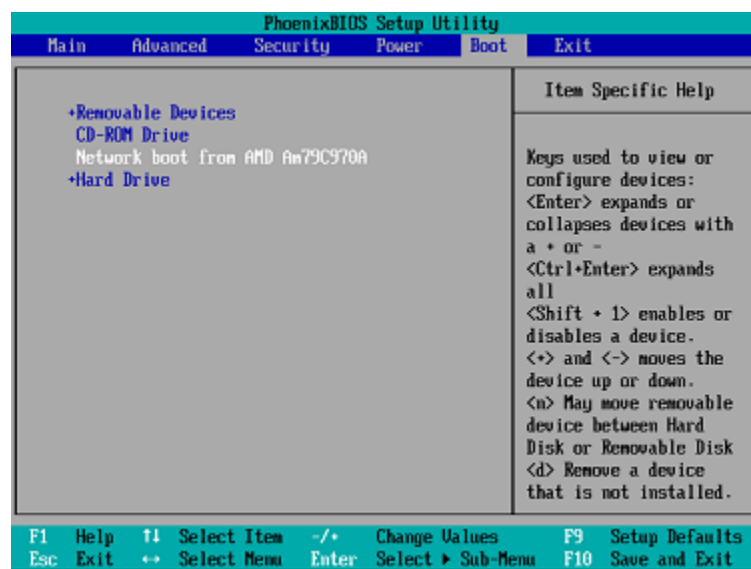 PhoenixBIOS Setup Utility
Main Advanced Security Power Boot Exit
+Removable Devices
CD-ROM Drive
Network boot from AMD Am79C970A
+Hard Drive
Item Specific Help
Keys used to view or
configure devices:
<Enter> expands or
collapses devices with
a + or -
<Ctrl+Enter> expands
all
<Shift + 1> enables or
disables a device.
<+> and <-> moves the
device up or down.
<n> May move removable
device between Hard
Disk or Removable Disk
<d> Remove a device
that is not installed.
F1 Help ↑↓ Select Item -/+ Change Values F9 Setup Defaults
Esc Exit ↔ Select Menu Enter Select ▶ Sub-Menu F10 Save and Exit